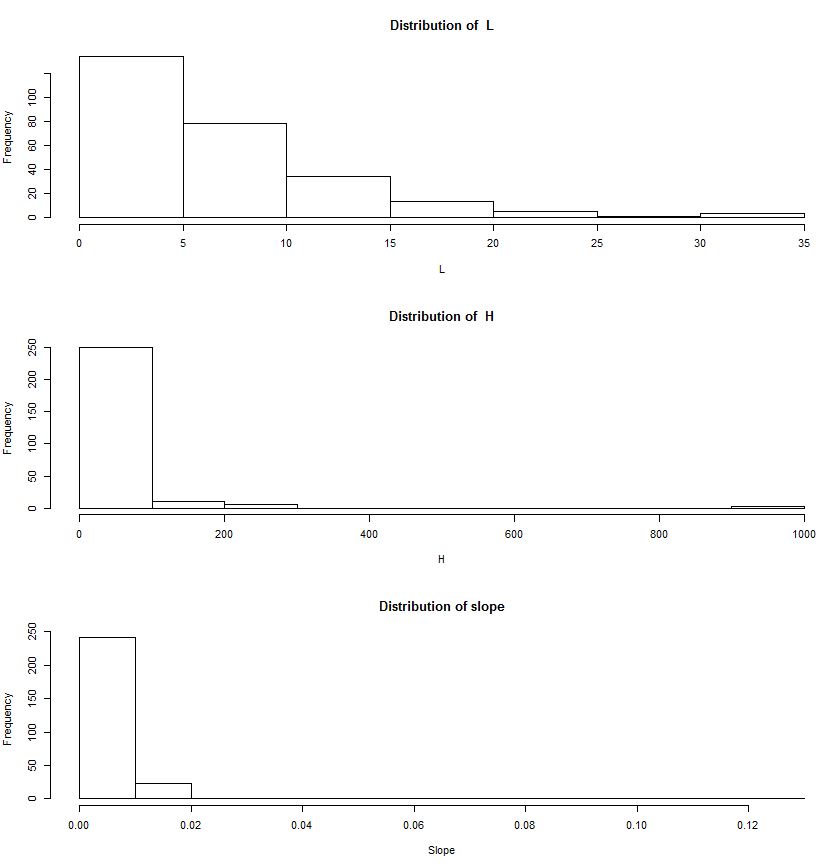 Distribution of  L
Frequency
0 20 40 60 80 100
0 5 10 15 20 25 30 35
L
Distribution of  H
Frequency
0 50 100 150 200 250
0 200 400 600 800 1000
H
Distribution of slope
Frequency
0 50 100 150 200 250
0.00 0.02 0.04 0.06 0.08 0.10 0.12
Slope